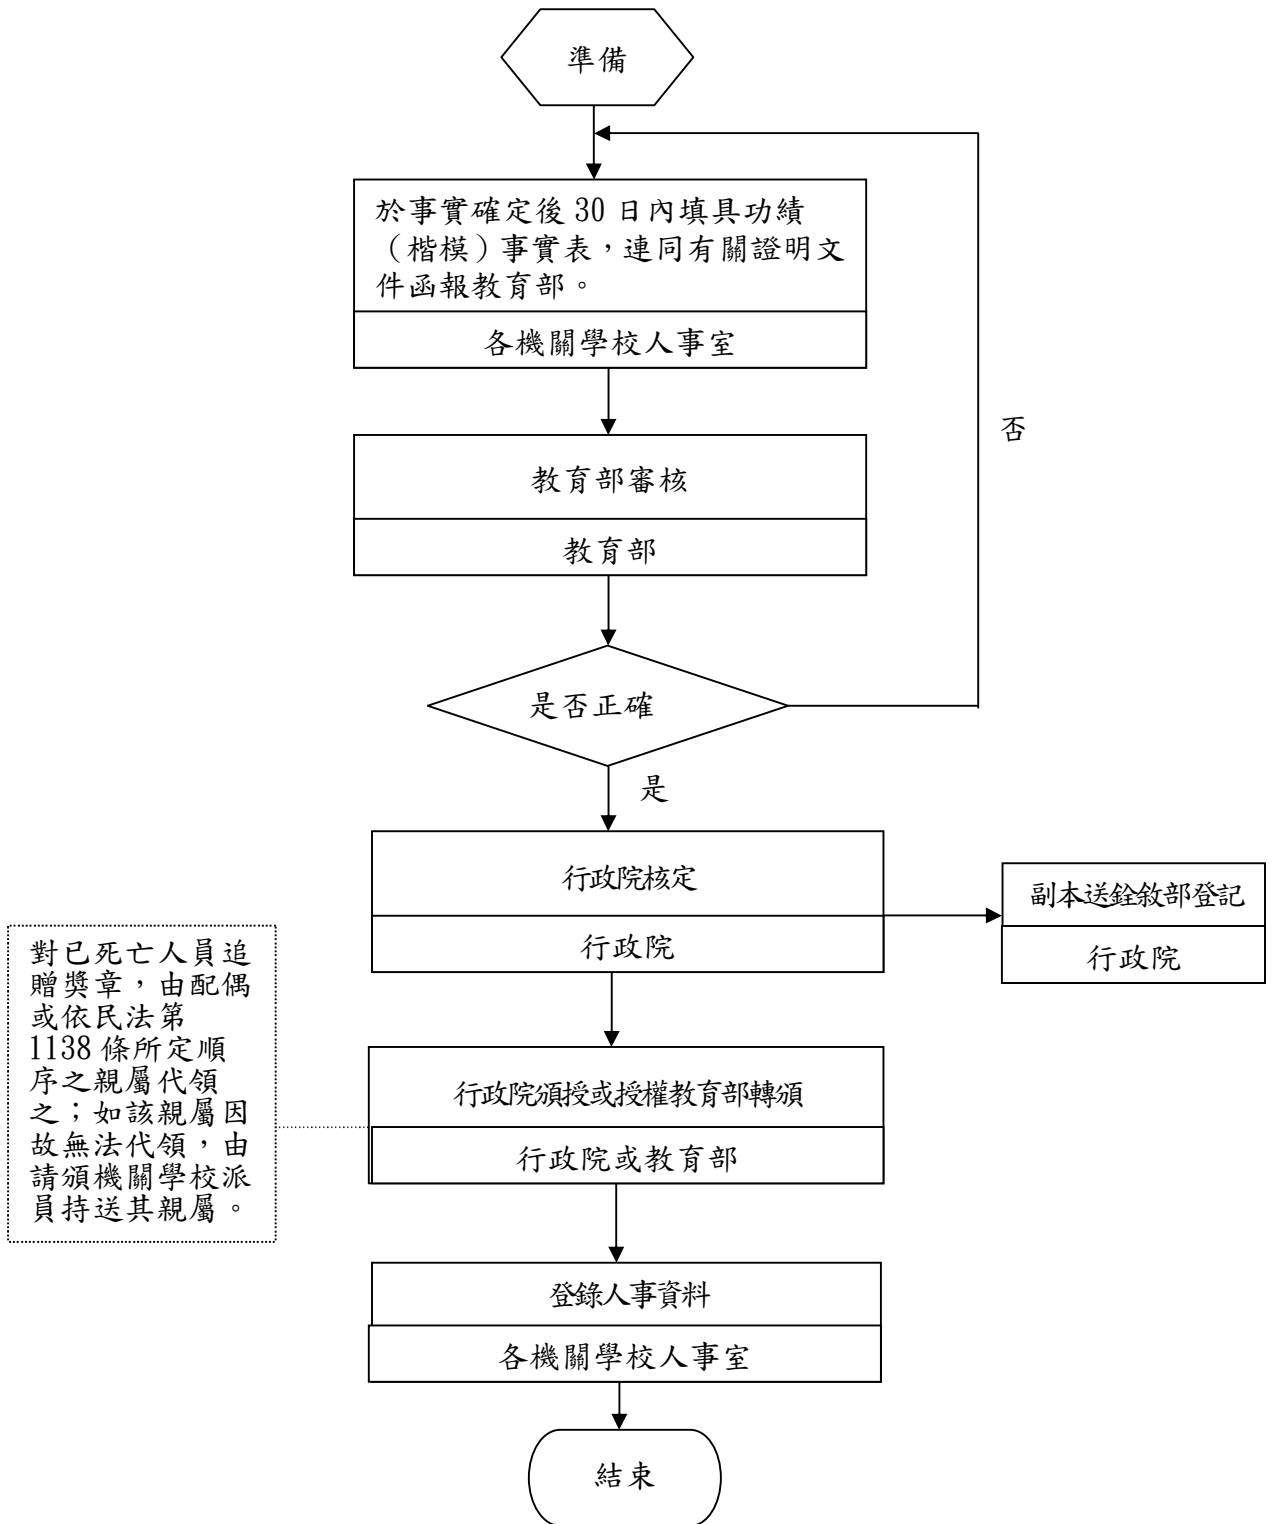 準備
於事實確定後 30 日內填具功績
（楷模）事實表，連同有關證明文
件函報教育部。
各機關學校人事室
否
教育部審核
教育部
是否正確
是
行政院核定
行政院
副本送銓敘部登記
行政院
對已死亡人員追
贈獎章，由配偶
或依民法第
1138 條所定順
序之親屬代領
之；如該親屬因
故無法代領，由
請頒機關學校派
員持送其親屬。
行政院頒授或授權教育部轉頒
行政院或教育部
登錄人事資料
各機關學校人事室
結束